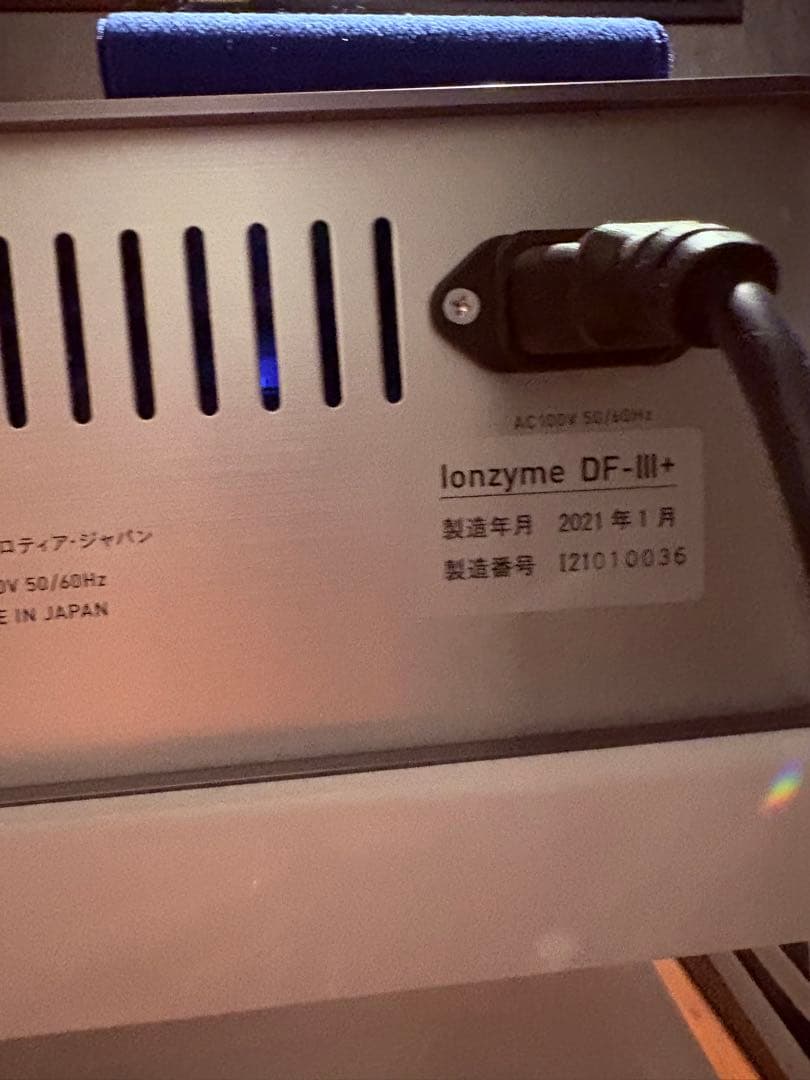 AC100V 50/60Hz
Ionzyme DF-III+
製造年月 2021年1月
製造番号 I21010036
ロティア・ジャパン
0V 50/60Hz
E IN JAPAN